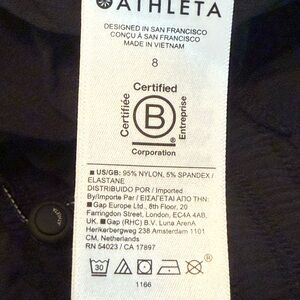 ATHLETA
DESIGNED IN SAN FRANCISCO
CONÇU À SAN FRANCISCO
MADE IN VIETNAM
8
Certified
Certifiée
B
®
Entreprise
Corporation
■ US/GB: 95% NYLON, 5% SPANDEX /
ELASTANE
DISTRIBUIDO POR / Imported
By/Importe Par / ΕΙΣΑΓΕΤΑΙ ΑΠΟ ΤΗΝ:
■Gap Europe Ltd., 8th Floor, 20
Farringdon Street, London, EC4A 4AB,
UK. ■Gap (RHC) B.V. Luna ArenA
Herikerbergweg 238 Amsterdam 1101
CM, Netherlands
RN 54023 / CA 17897
30
1166